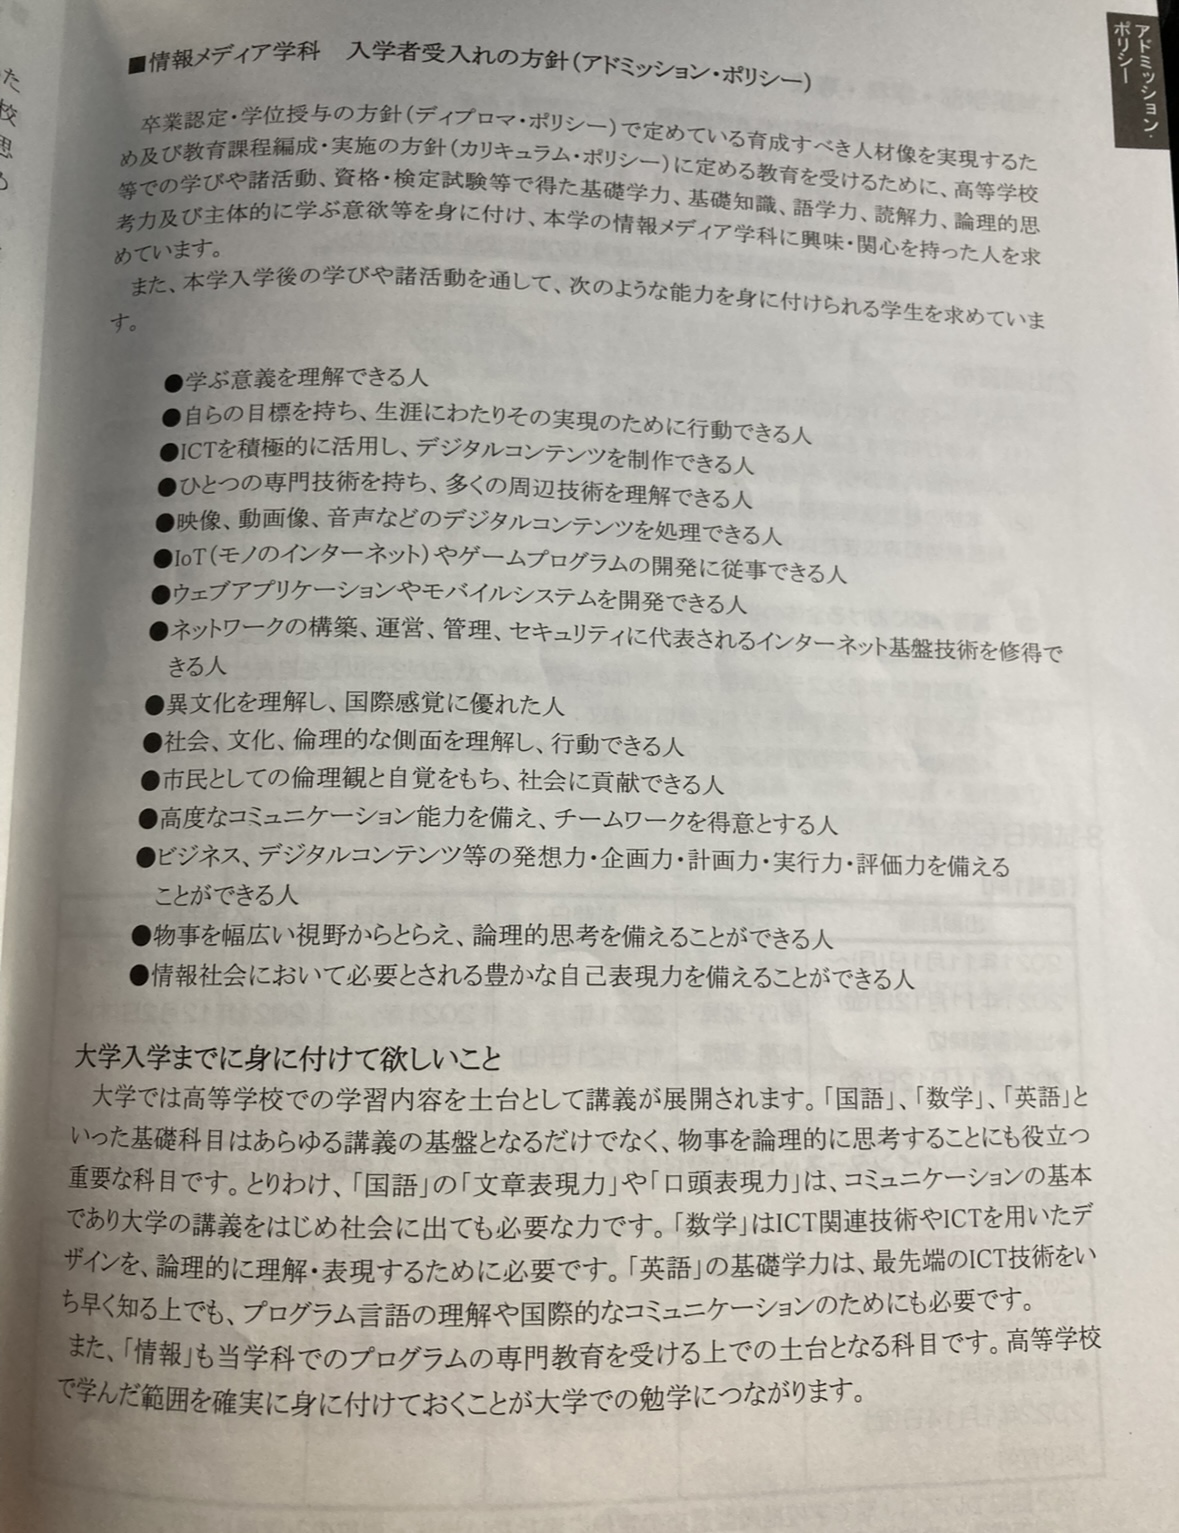 アドミッション・
ポリシー
■情報メディア学科　入学者受入れの方針（アドミッション・ポリシー）
卒業認定・学位授与の方針（ディプロマ・ポリシー）で定めている育成すべき人材像を実現するた
め及び教育課程編成・実施の方針（カリキュラム・ポリシー）に定める教育を受けるために、高等学校
等での学びや諸活動、資格・検定試験等で得た基礎学力、基礎知識、語学力、読解力、論理的思
考力及び主体的に学ぶ意欲等を身に付け、本学の情報メディア学科に興味・関心を持った人を求
めています。
また、本学入学後の学びや諸活動を通して、次のような能力を身に付けられる学生を求めていま
す。
●学ぶ意義を理解できる人
●自らの目標を持ち、生涯にわたりその実現のために行動できる人
●ICTを積極的に活用し、デジタルコンテンツを制作できる人
●ひとつの専門技術を持ち、多くの周辺技術を理解できる人
●映像、動画像、音声などのデジタルコンテンツを処理できる人
●IoT（モノのインターネット）やゲームプログラムの開発に従事できる人
●ウェブアプリケーションやモバイルシステムを開発できる人
●ネットワークの構築、運営、管理、セキュリティに代表されるインターネット基盤技術を修得で
きる人
●異文化を理解し、国際感覚に優れた人
●社会、文化、倫理的な側面を理解し、行動できる人
●市民としての倫理観と自覚をもち、社会に貢献できる人
●高度なコミュニケーション能力を備え、チームワークを得意とする人
●ビジネス、デジタルコンテンツ等の発想力・企画力・計画力・実行力・評価力を備える
ことができる人
●物事を幅広い視野からとらえ、論理的思考を備えることができる人
●情報社会において必要とされる豊かな自己表現力を備えることができる人
大学入学までに身に付けて欲しいこと
大学では高等学校での学習内容を土台として講義が展開されます。「国語」、「数学」、「英語」と
いった基礎科目はあらゆる講義の基盤となるだけでなく、物事を論理的に思考することにも役立つ
重要な科目です。とりわけ、「国語」の「文章表現力」や「口頭表現力」は、コミュニケーションの基本
であり大学の講義をはじめ社会に出ても必要な力です。「数学」はICT関連技術やICTを用いたデ
ザインを、論理的に理解・表現するために必要です。「英語」の基礎学力は、最先端のICT技術をい
ち早く知る上でも、プログラム言語の理解や国際的なコミュニケーションのためにも必要です。
また、「情報」も当学科でのプログラムの専門教育を受ける上での土台となる科目です。高等学校
で学んだ範囲を確実に身に付けておくことが大学での勉学につながります。